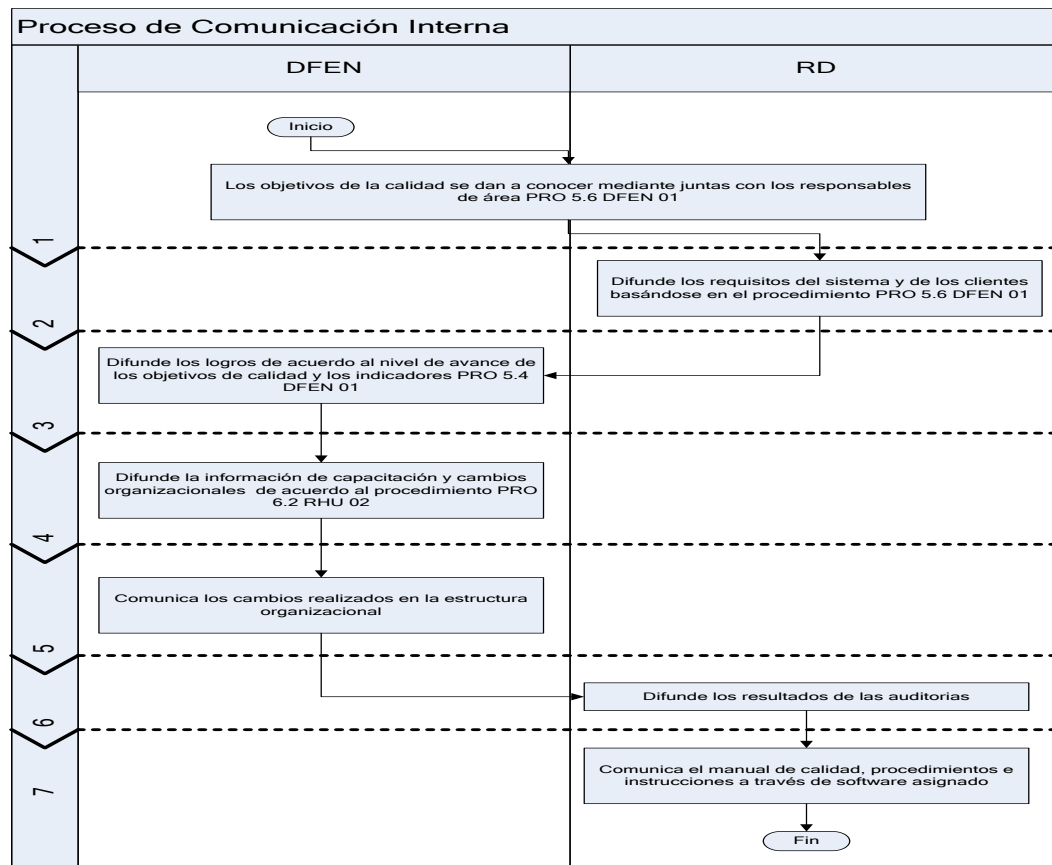 Proceso de Comunicación Interna
DFEN
RD
Inicio
Los objetivos de la calidad se dan a conocer mediante juntas con los responsables
de área PRO 5.6 DFEN 01
1
Difunde los requisitos del sistema y de los clientes
basándose en el procedimiento PRO 5.6 DFEN 01
2
Difunde los logros de acuerdo al nivel de avance de
los objetivos de calidad y los indicadores PRO 5.4
DFEN 01
3
Difunde la información de capacitación y cambios
organizacionales de acuerdo al procedimiento PRO
6.2 RHU 02
4
Comunica los cambios realizados en la estructura
organizacional
5
Difunde los resultados de las auditorias
6
Comunica el manual de calidad, procedimientos e
instrucciones a través de software asignado
7
Fin